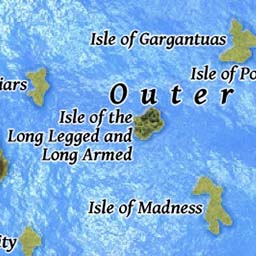 Isle of Gargantuas
Isle of Po
iars
Outer
Isle of the
Long Legged and
Long Armed
Isle of Madness
ity